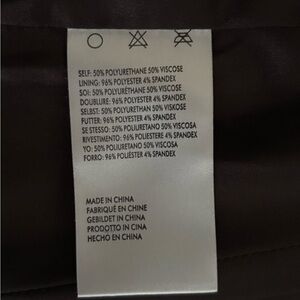 SELF: 50% POLYURETHANE 50% VISCOSE
LINING: 96% POLYESTER 4% SPANDEX
SOI: 50% POLYURETHANE 50% VISCOSE
DOUBLURE: 96% POLYESTER 4% SPANDEX
SELBST: 50% POLYURETHAN 50% VISKOSE
FUTTER: 96% POLYESTER 4% SPANDEX
SE STESSO: 50% POLIURETANO 50% VISCOSA
RIVESTIMENTO: 96% POLIESTERE 4% SPANDEX
YO: 50% POLIURETANO 50% VISCOSA
FORRO: 96% POLIÉSTER 4% SPANDEX
MADE IN CHINA
FABRIQUÉ EN CHINE
GEBILDET IN CHINA
PRODOTTO IN CINA
HECHO EN CHINA